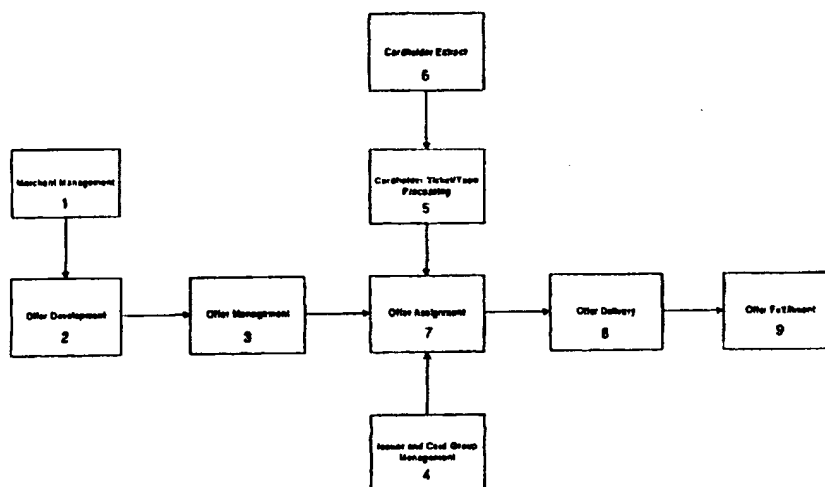 Cardholder Extract
6
Merchant Management
1
Cardholder Ticket/Tape
Processing
5
Offer Development
2
Offer Management
3
Offer Assignment
7
Offer Delivery
8
Offer Fulfillment
9
Issuer and Card Group
Management
4